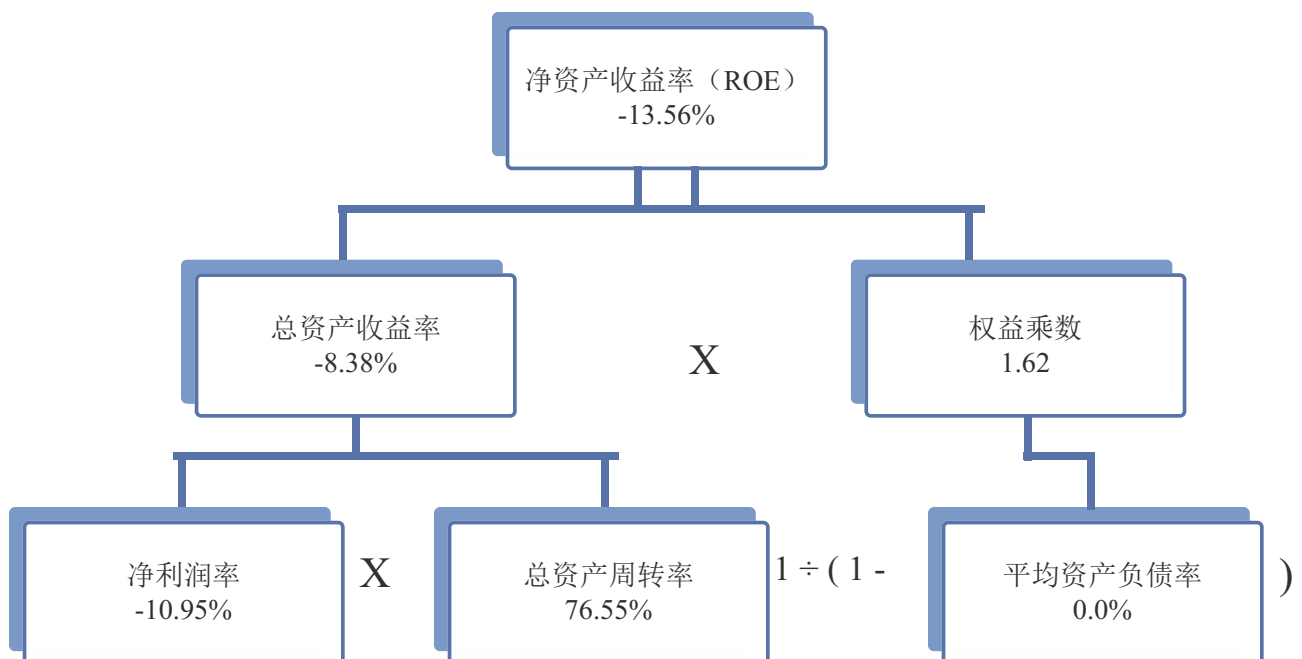 净资产收益率（ROE）
-13.56%
总资产收益率
-8.38%
X
权益乘数
1.62
净利润率
-10.95%
X
总资产周转率
76.55%
1 ÷ ( 1 -
平均资产负债率
0.0%
)